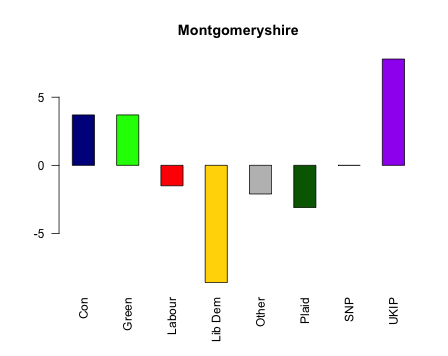 Montgomeryshire
5
0
-5
Con
Green
Labour
Lib Dem
Other
Plaid
SNP
UKIP